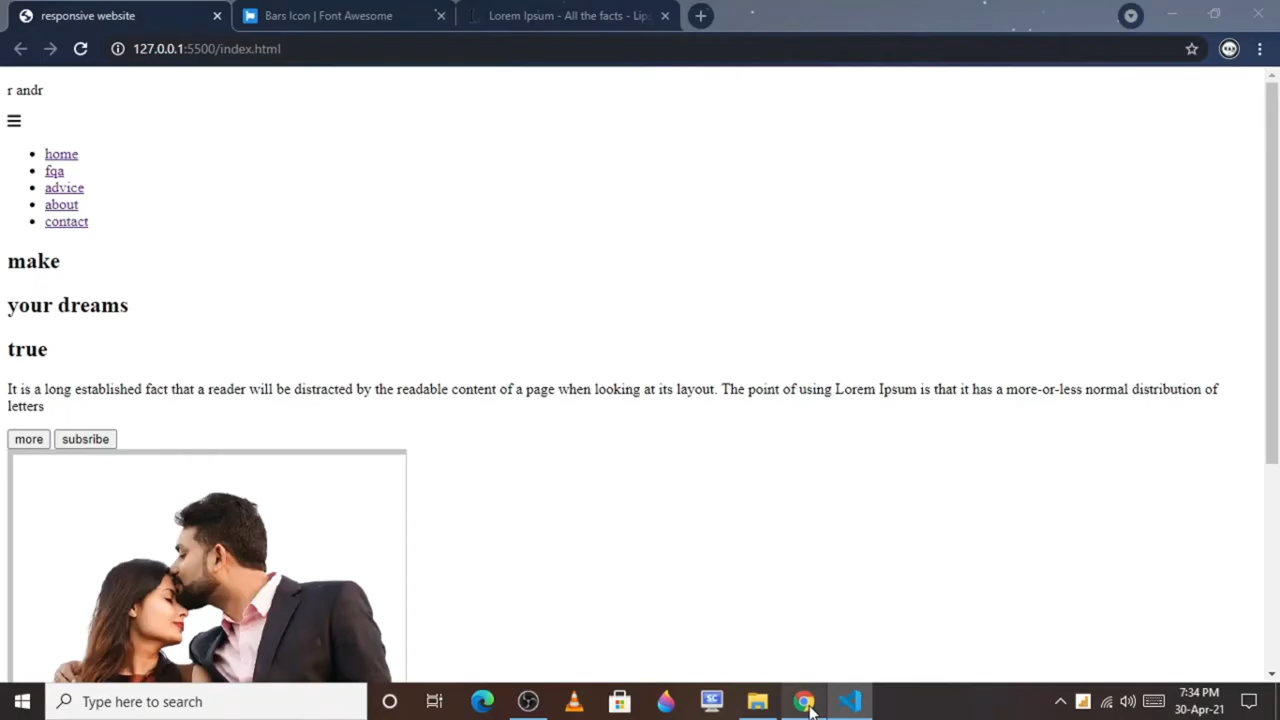 responsive website
Bars Icon | Font Awesome
Lorem Ipsum - All the facts - Lip
127.0.0.1:5500/index.html
r andr
home
fqa
advice
about
contact
make
your dreams
true
It is a long established fact that a reader will be distracted by the readable content of a page when looking at its layout. The point of using Lorem Ipsum is that it has a more-or-less normal distribution of
letters
more subsribe
Type here to search
SC
7:34 PM
30-Apr-21